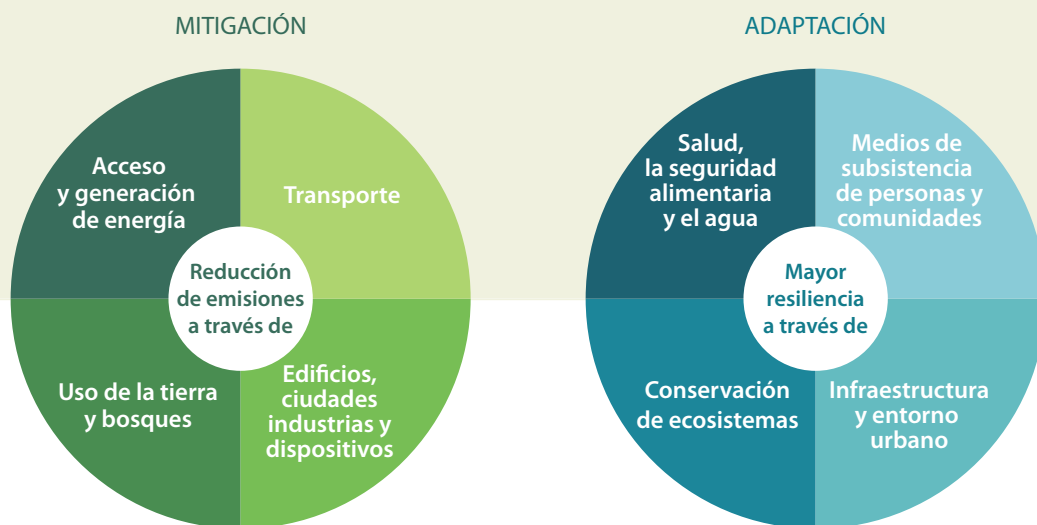 MITIGACIÓN
Acceso
y generación
de energía
Transporte
Reducción
de emisiones
a través de
Uso de la tierra
y bosques
Edificios,
ciudades
industrias y
dispositivos
ADAPTACIÓN
Salud,
la seguridad
alimentaria
y el agua
Medios de
subsistencia
de personas y
comunidades
Mayor
resiliencia
a través de
Conservación
de ecosistemas
Infraestructura
y entorno
urbano